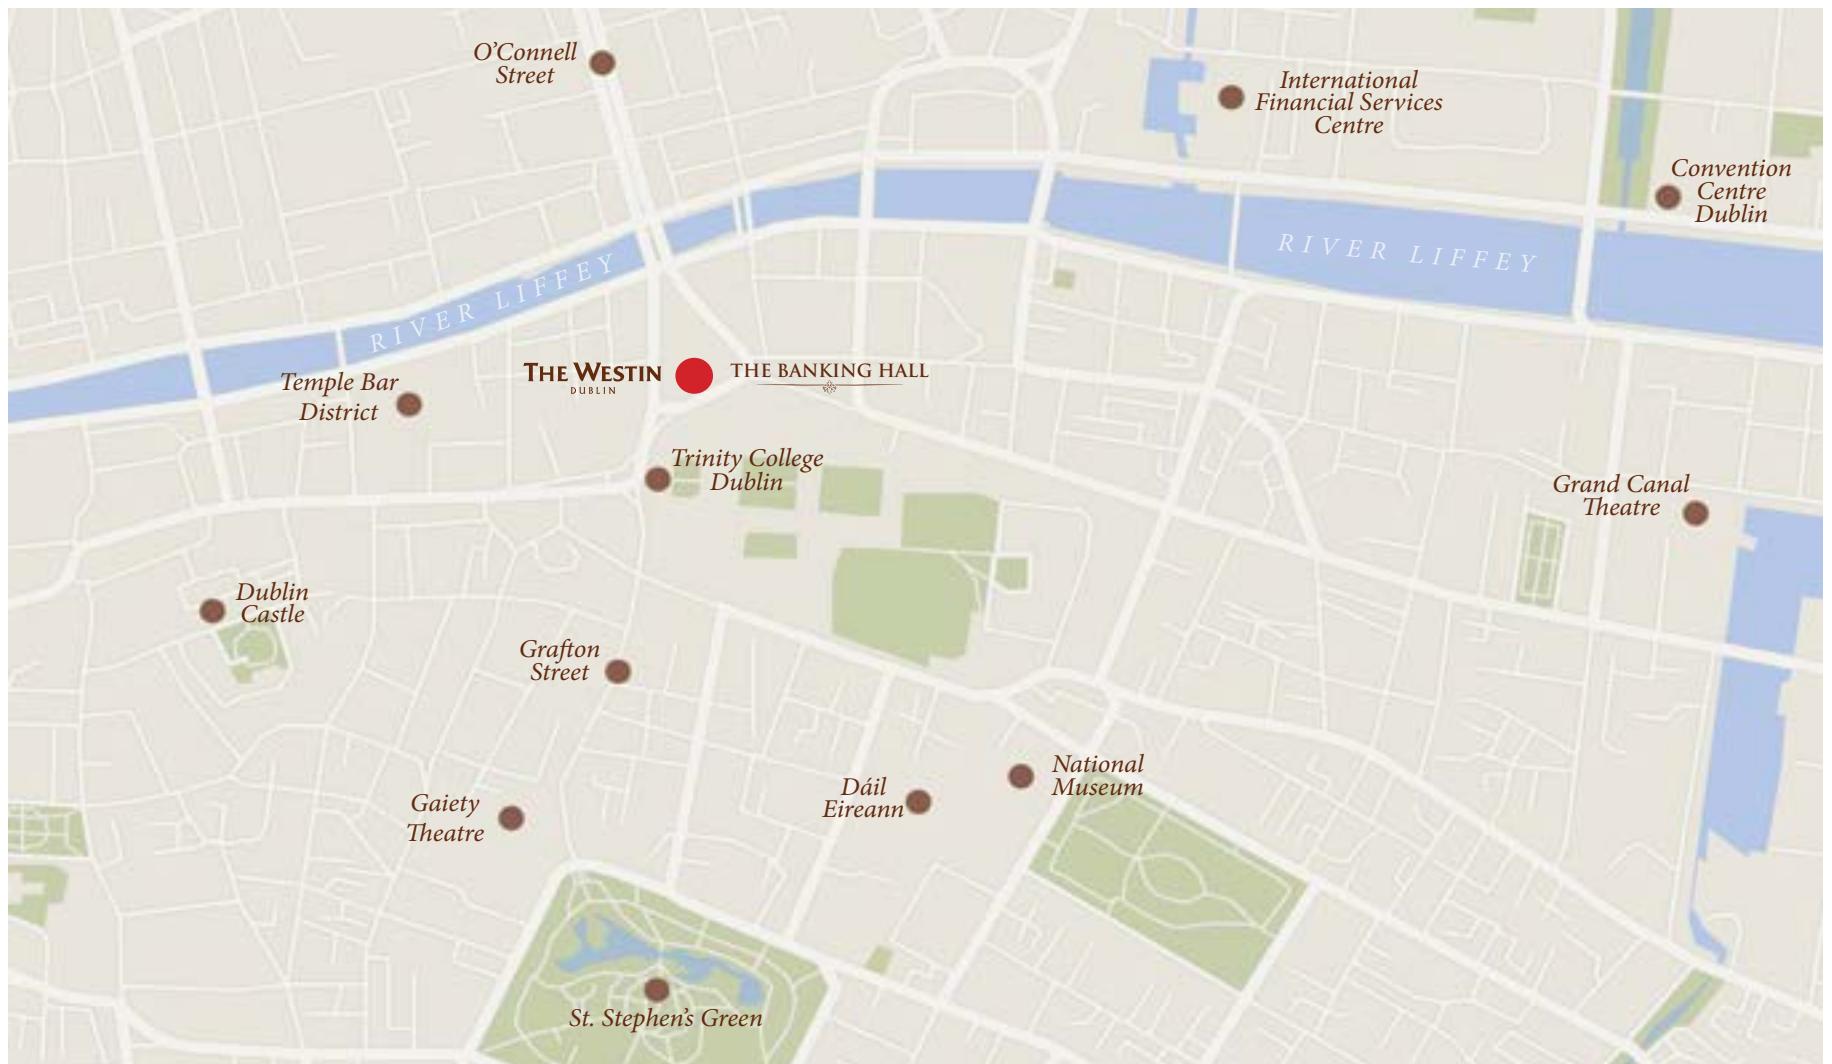 O'Connell
Street
International
Financial Services
Centre
Convention
Centre
Dublin
RIVER LIFFEY
RIVER LIFFEY
THE WESTIN
DUBLIN
THE BANKING HALL
Temple Bar
District
Trinity College
Dublin
Grand Canal
Theatre
Dublin
Castle
Grafton
Street
National
Museum
Dáil
Eireann
Gaiety
Theatre
St. Stephen's Green